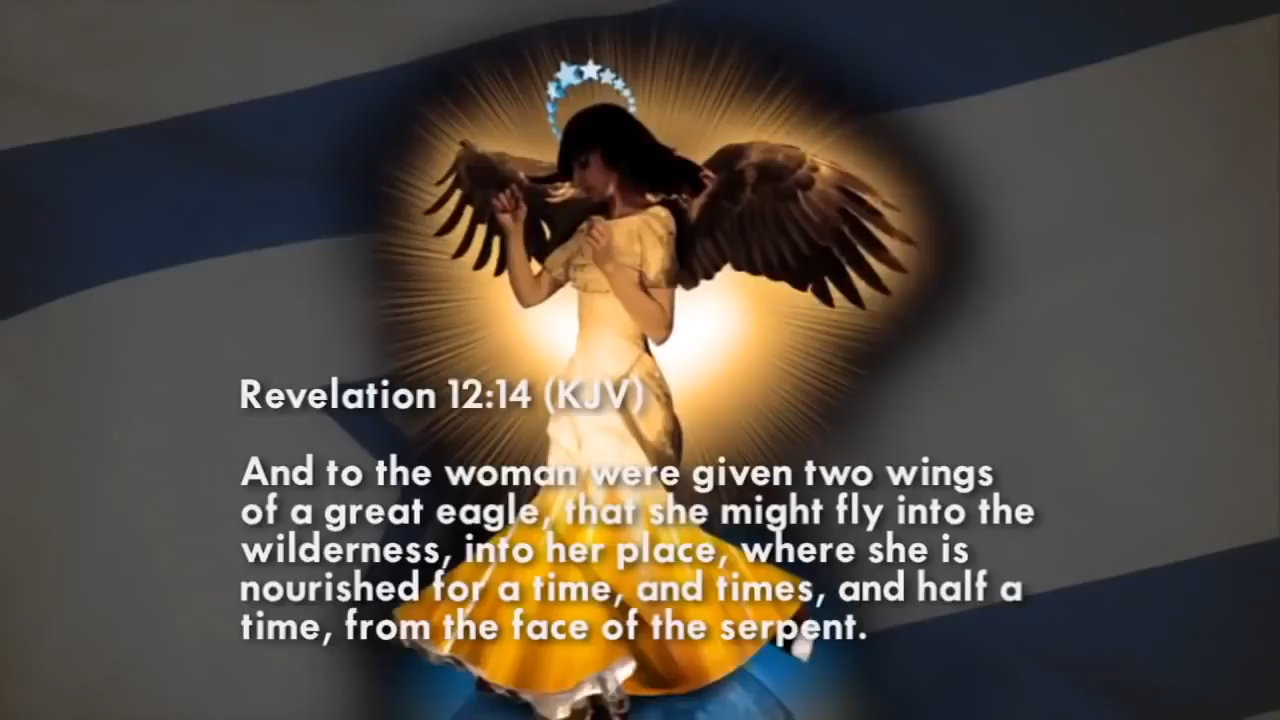 Revelation 12:14 (KJV)
And to the woman were given two wings
of a great eagle, that she might fly into the
wilderness, into her place, where she is
nourished for a time, and times, and half a
time, from the face of the serpent.